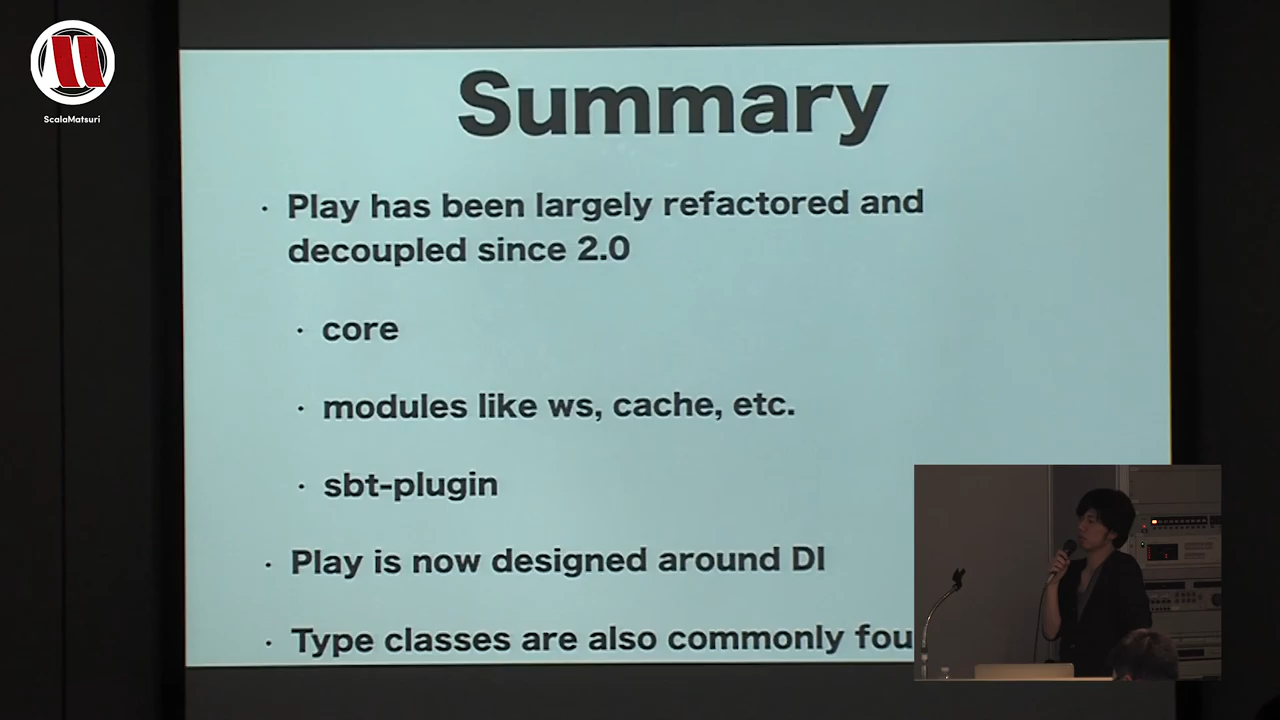 ScalaMatsuri
Summary
· Play has been largely refactored and
decoupled since 2.0
· core
· modules like ws, cache, etc.
· sbt-plugin
· Play is now designed around DI
· Type classes are also commonly